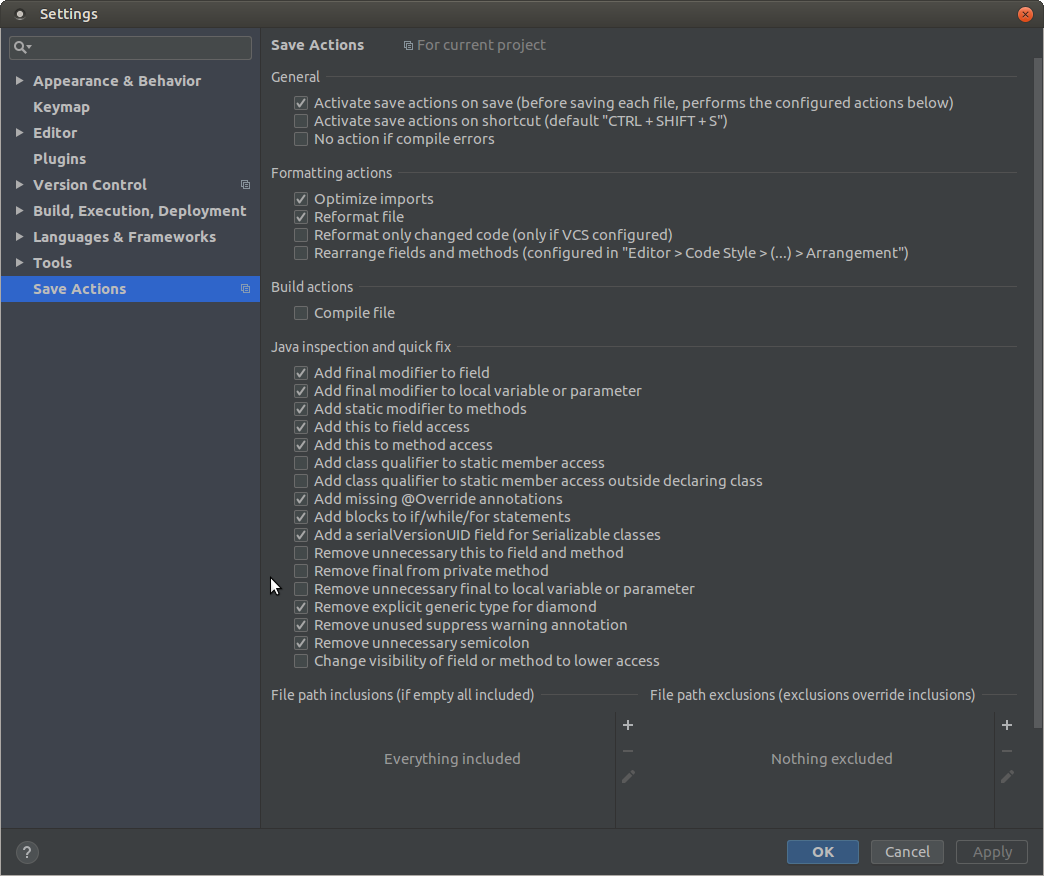 Settings
Appearance & Behavior
Keymap
Editor
Plugins
Version Control
Build, Execution, Deployment
Languages & Frameworks
Tools
Save Actions
Save Actions For current project
General
Activate save actions on save (before saving each file, performs the configured actions below)
Activate save actions on shortcut (default "CTRL + SHIFT + S")
No action if compile errors
Formatting actions
Optimize imports
Reformat file
Reformat only changed code (only if VCS configured)
Rearrange fields and methods (configured in "Editor > Code Style > (...) > Arrangement")
Build actions
Compile file
Java inspection and quick fix
Add final modifier to field
Add final modifier to local variable or parameter
Add static modifier to methods
Add this to field access
Add this to method access
Add class qualifier to static member access
Add class qualifier to static member access outside declaring class
Add missing @Override annotations
Add blocks to if/while/for statements
Add a serialVersionUID field for Serializable classes
Remove unnecessary this to field and method
Remove final from private method
Remove unnecessary final to local variable or parameter
Remove explicit generic type for diamond
Remove unused suppress warning annotation
Remove unnecessary semicolon
Change visibility of field or method to lower access
File path inclusions (if empty all included)
Everything included
File path exclusions (exclusions override inclusions)
Nothing excluded
?
OK Cancel Apply